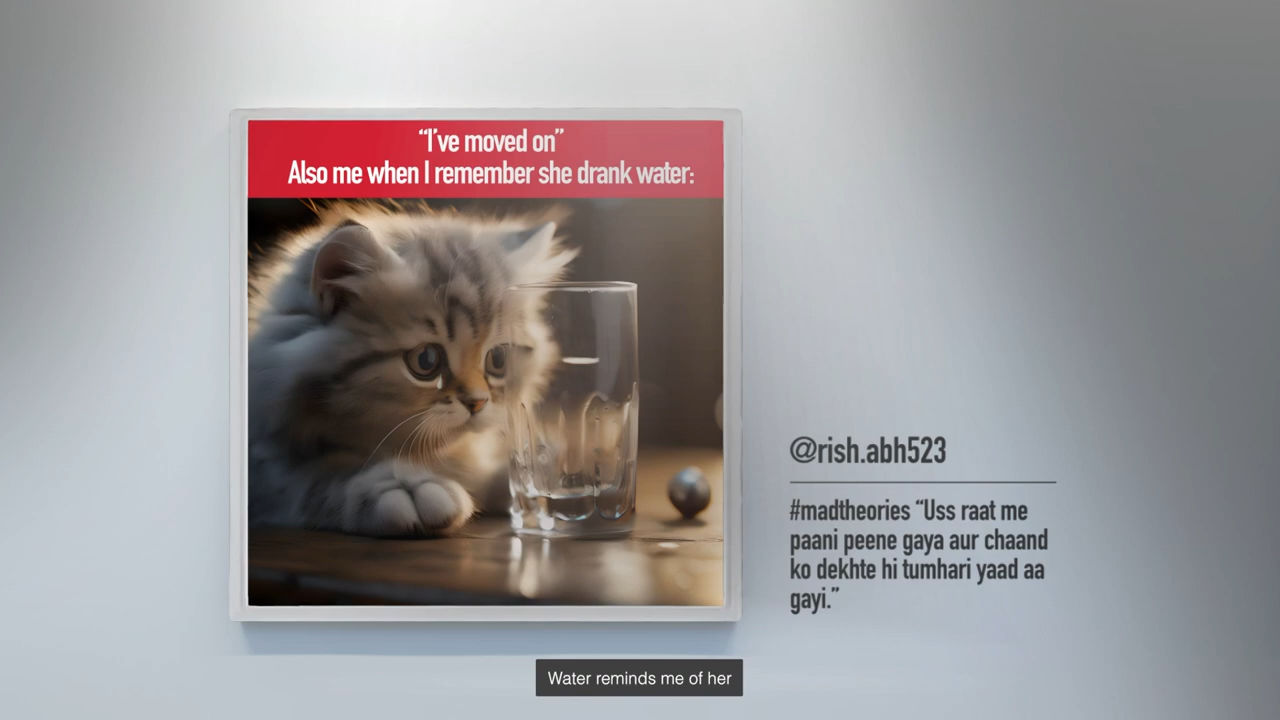 “I’ve moved on”
Also me when I remember she drank water:
@rish.abh523
#madtheories “Uss raat me
paani peene gaya aur chaand
ko dekhte hi tumhari yaad aa
gayi.”
Water reminds me of her